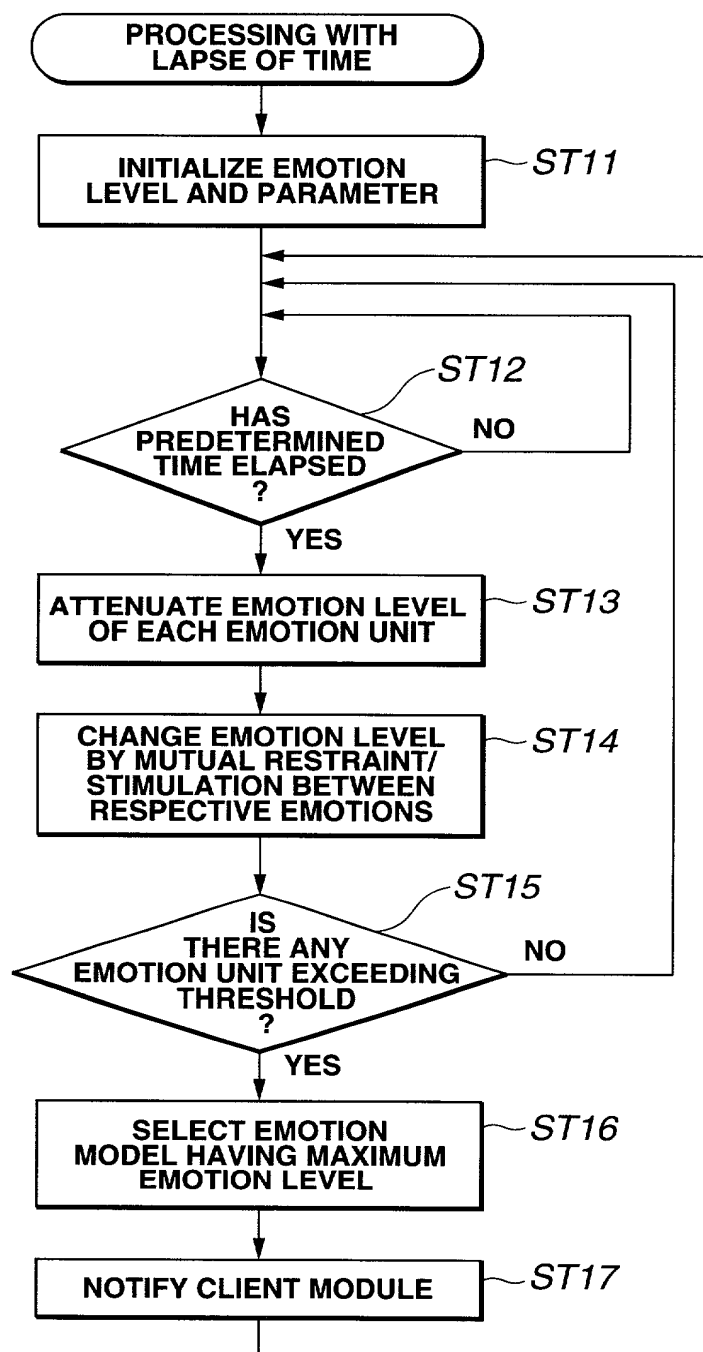 PROCESSING WITH
LAPSE OF TIME
INITIALIZE EMOTION
LEVEL AND PARAMETER
ST11
ST12
HAS
PREDETERMINED
TIME ELAPSED
?
NO
YES
ATTENUATE EMOTION LEVEL
OF EACH EMOTION UNIT
ST13
CHANGE EMOTION LEVEL
BY MUTUAL RESTRAINT/
STIMULATION BETWEEN
RESPECTIVE EMOTIONS
ST14
ST15
IS
THERE ANY
EMOTION UNIT EXCEEDING
THRESHOLD
?
NO
YES
SELECT EMOTION
MODEL HAVING MAXIMUM
EMOTION LEVEL
ST16
NOTIFY CLIENT MODULE
ST17